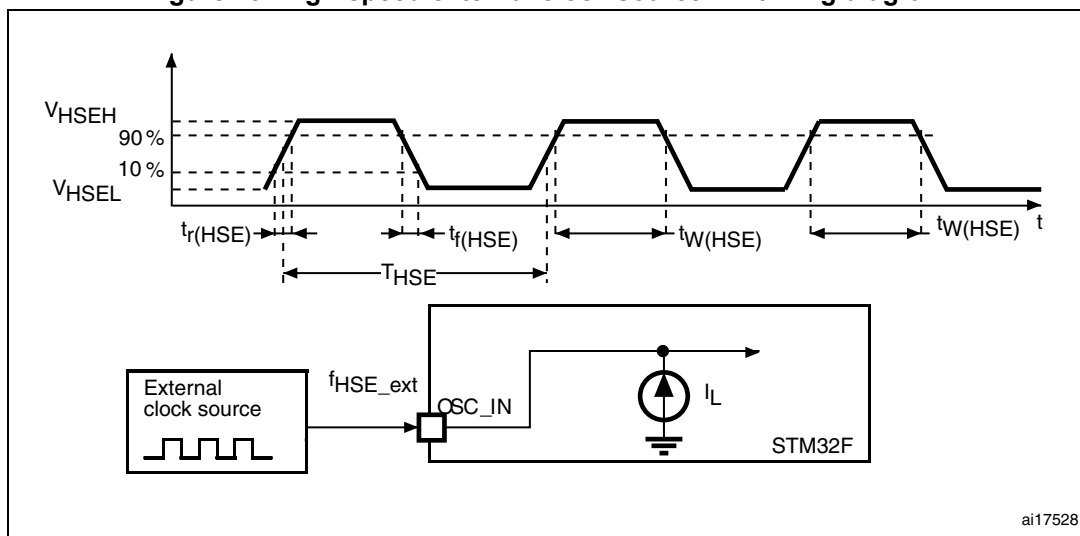 VHSEH
90 %
10 %
VHSEL
tr(HSE)
tf(HSE)
tW(HSE)
tW(HSE)
t
THSE
External
clock source
fHSE_ext
OSC_IN
IL
STM32F
ai17528